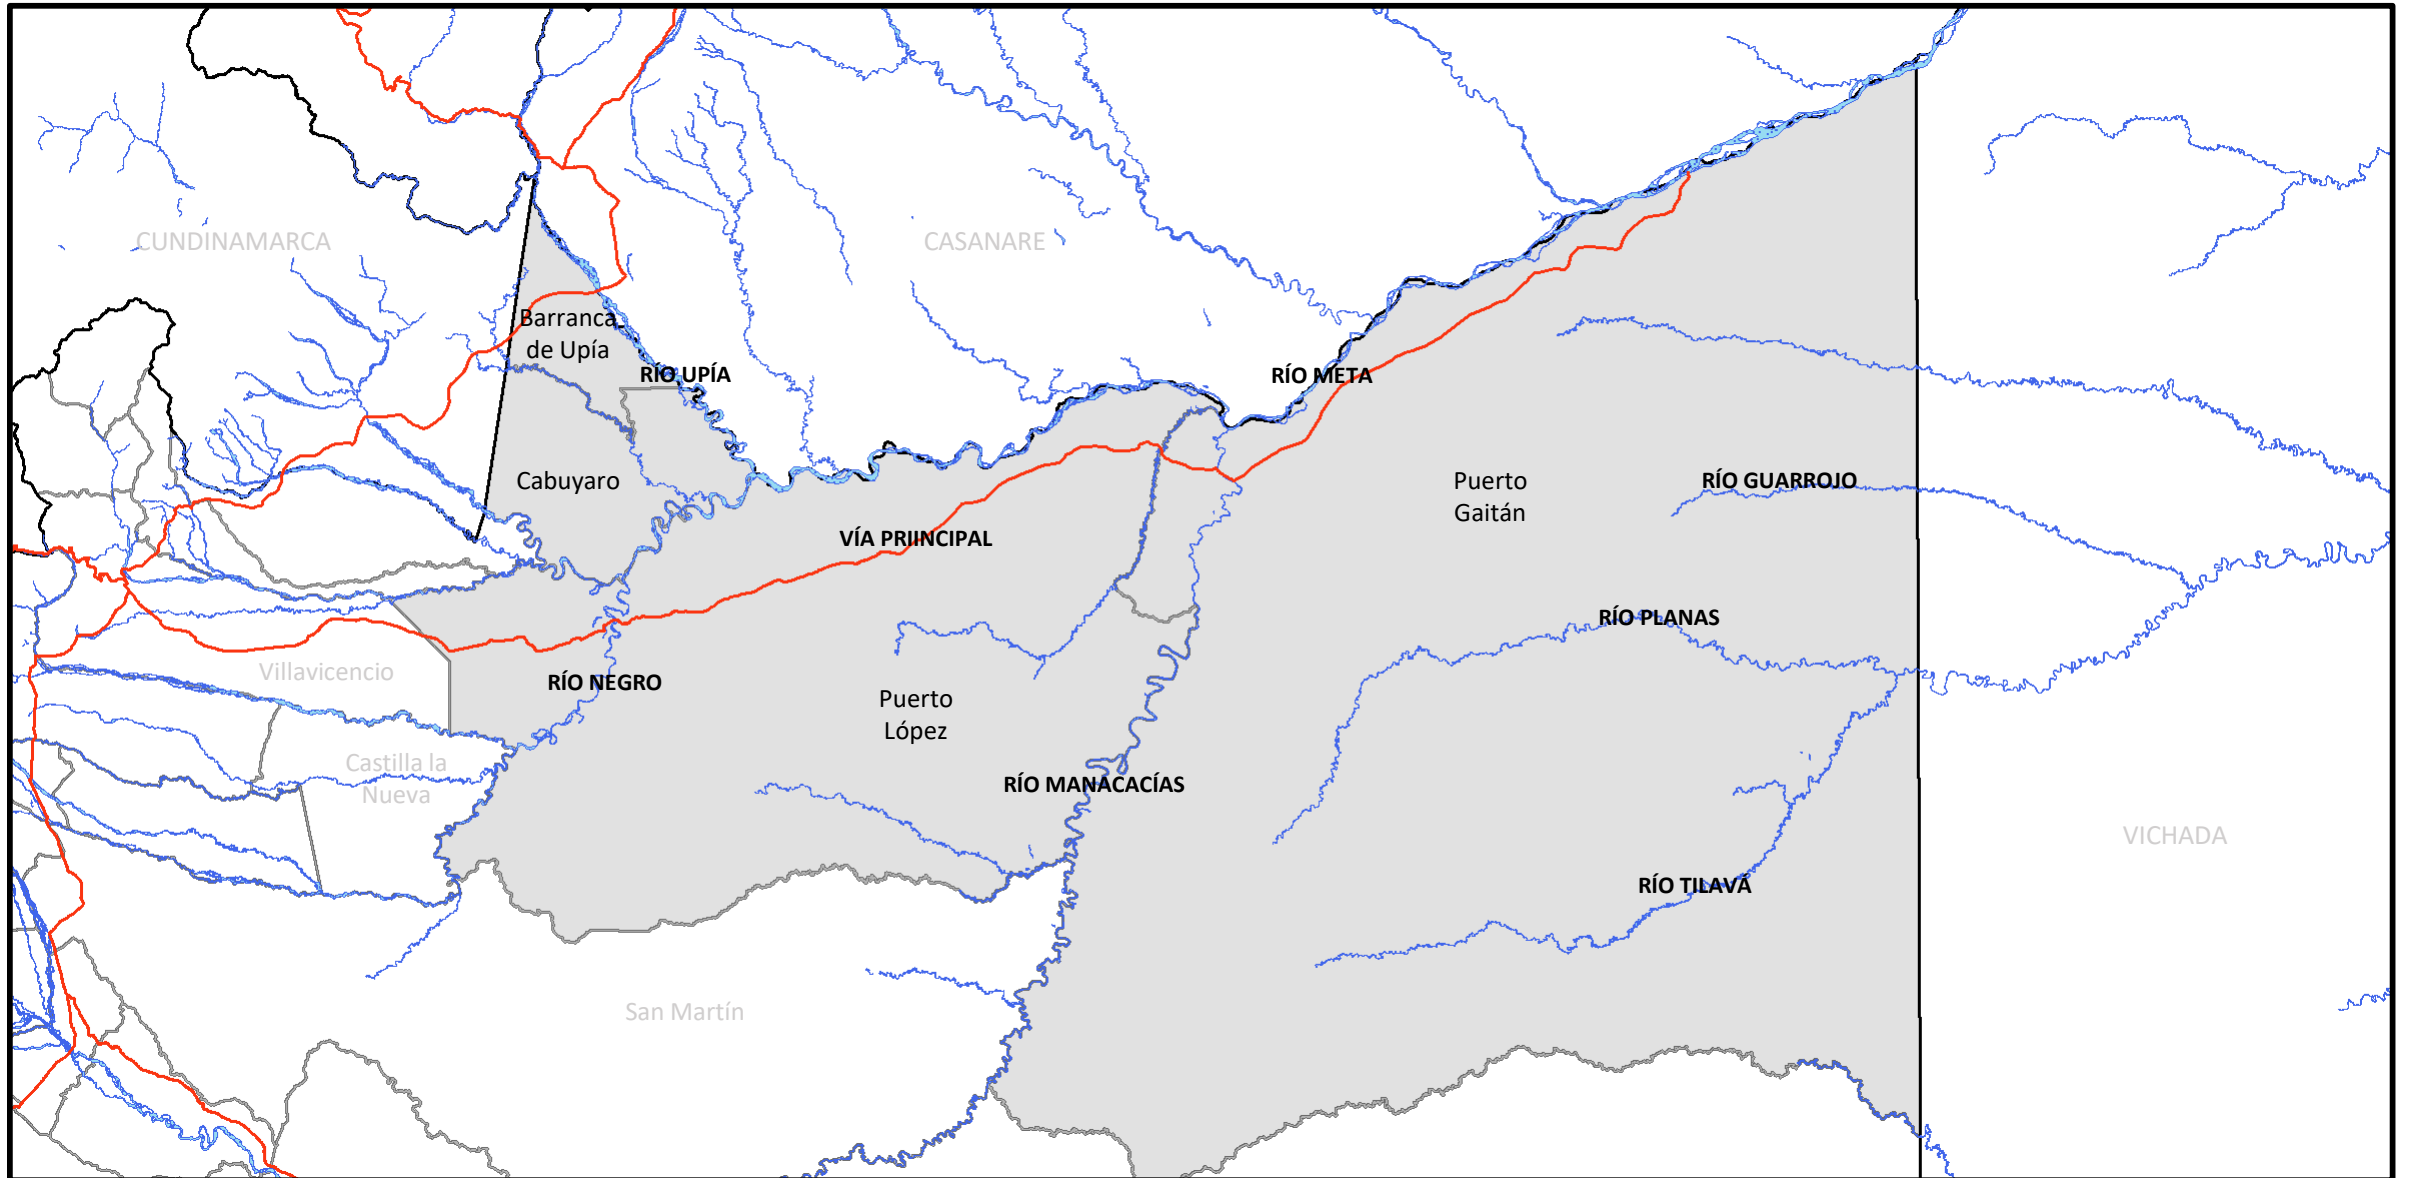 CUNDINAMARCA
CASANARE
Barranca
de Upía
RÍO UPÍA
RÍO META
Cabuyaro
Puerto
Gaitán
RÍO GUARROJO
VÍA PRIINCIPAL
RÍO PLANAS
Villavicencio
RÍO NEGRO
Puerto
López
Castilla la
Nueva
RÍO MANACACÍAS
VICHADA
RÍO TILAVÁ
San Martín